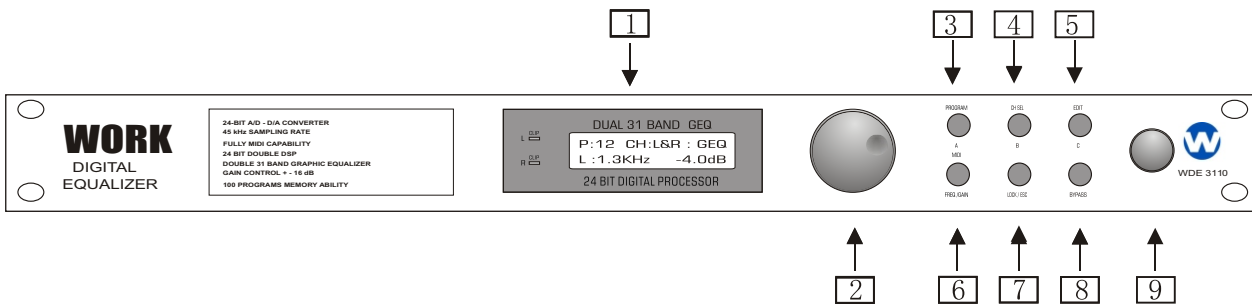 1
3
4
5
WORK
DIGITAL
EQUALIZER
24-BIT A/D - D/A CONVERTER
45 kHz SAMPLING RATE
FULLY MIDI CAPABILITY
24 BIT DOUBLE DSP
DOUBLE 31 BAND GRAPHIC EQUALIZER
GAIN CONTROL + - 16 dB
100 PROGRAMS MEMORY ABILITY
L CLIP
R CLIP
DUAL 31 BAND GEQ
P:12 CH:L&R : GEQ
L :1.3KHz -4.0dB
24 BIT DIGITAL PROCESSOR
PROGRAM
CH SEL
EDIT
A
B
C
MIDI
FREQ./GAIN
LOCK / ESC
BYPASS
W
WDE 3110
2
6
7
8
9